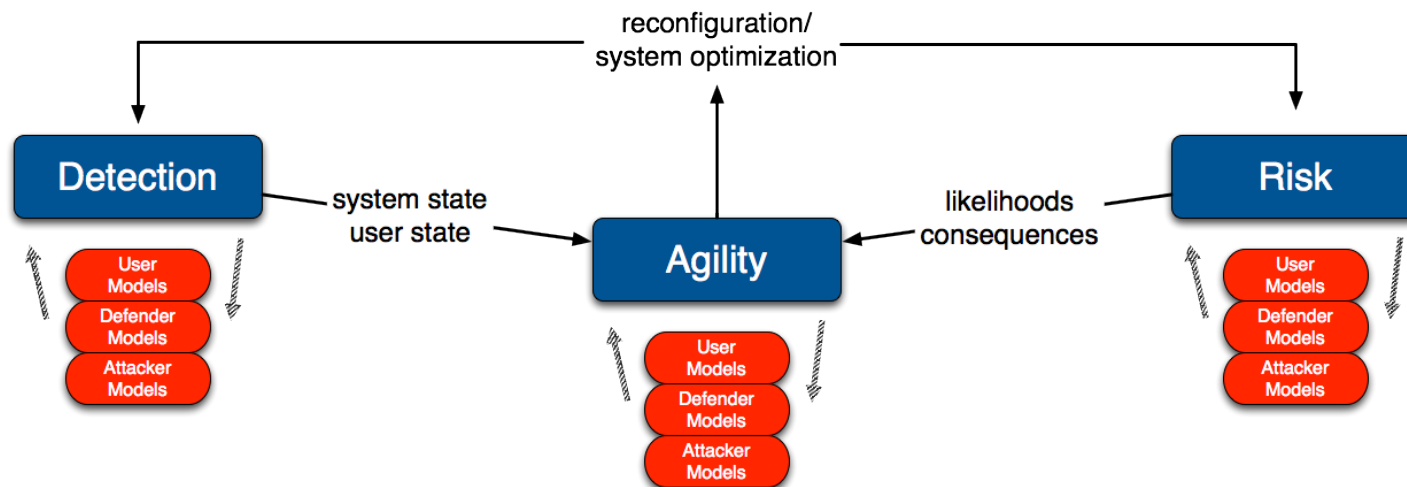 reconfiguration/
system optimization
Detection
system state
user state
Agility
likelihoods
consequences
Risk
User
Models
Defender
Models
Attacker
Models
User
Models
Defender
Models
Attacker
Models
User
Models
Defender
Models
Attacker
Models